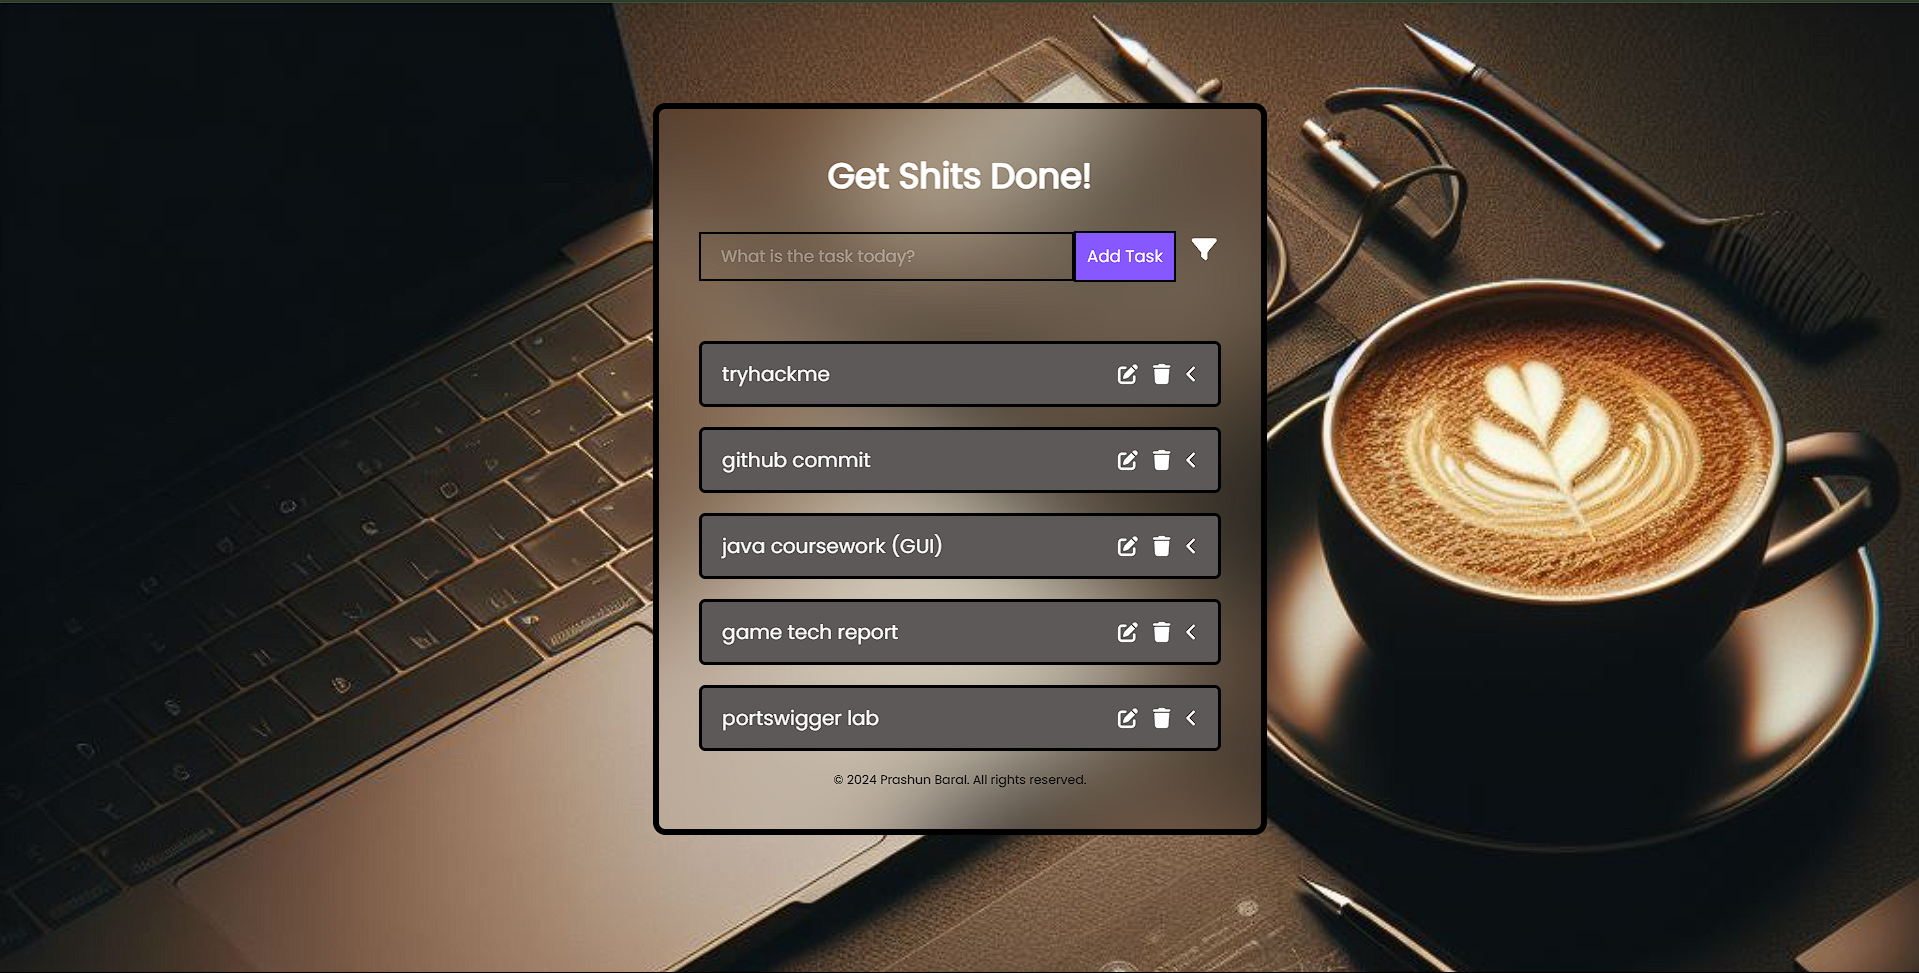 Get Shits Done!
What is the task today?
Add Task
tryhackme
github commit
java coursework (GUI)
game tech report
portswigger lab
© 2024 Prashun Baral. All rights reserved.